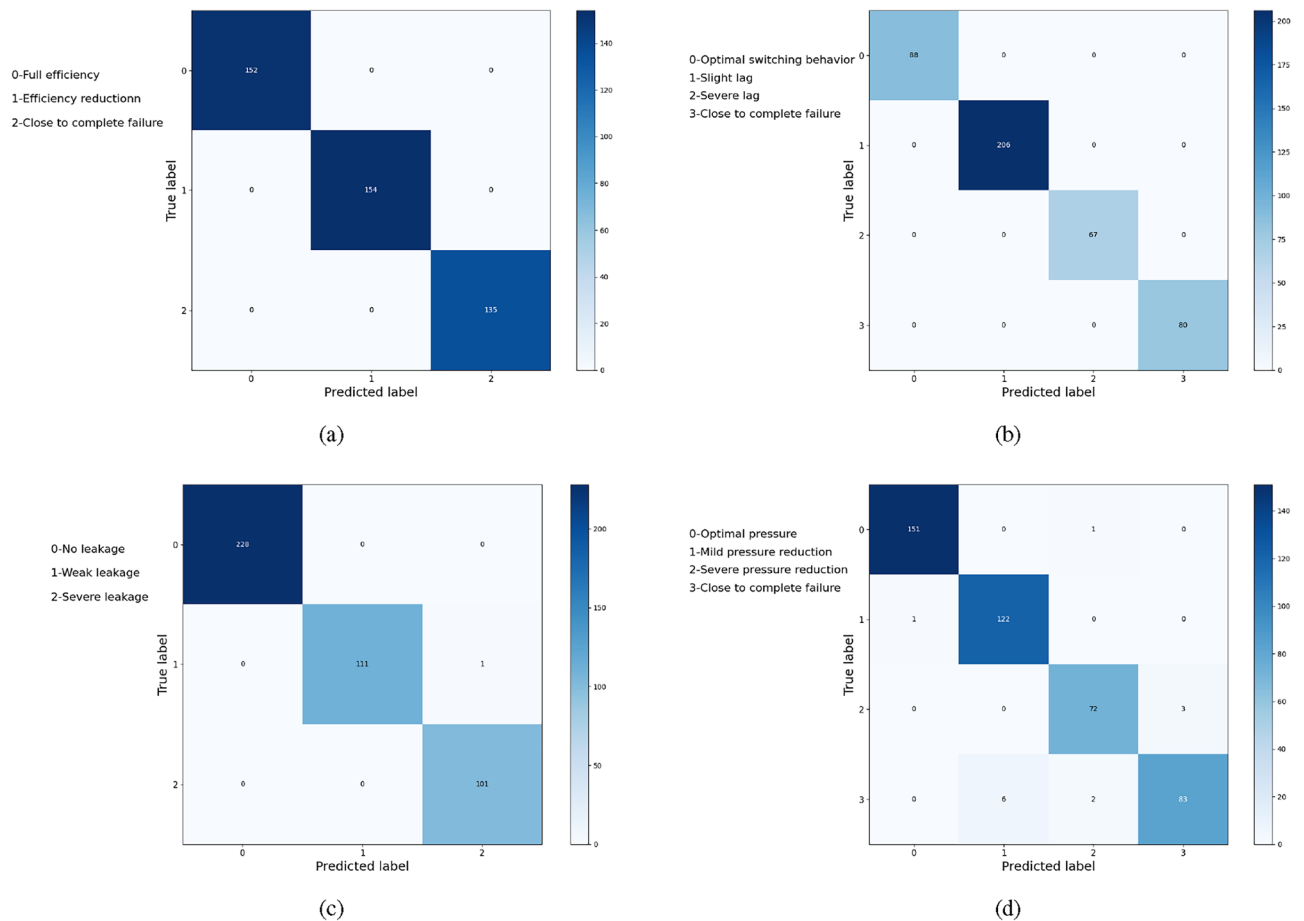 0-Full efficiency
1-Efficiency reductionn
2-Close to complete failure
True label
0
1
2
152 0 0
0 154 0
0 0 135
0 1 2
Predicted label
140
120
100
80
60
40
20
0
(a)
0-Optimal switching behavior
1-Slight lag
2-Severe lag
3-Close to complete failure
True label
0
1
2
3
88 0 0 0
0 206 0 0
0 0 67 0
0 0 0 80
0 1 2 3
Predicted label
200
175
150
125
100
75
50
25
0
(b)
0-No leakage
1-Weak leakage
2-Severe leakage
True label
0
1
2
228 0 0
0 111 1
0 0 101
0 1 2
Predicted label
200
150
100
50
0
(c)
0-Optimal pressure
1-Mild pressure reduction
2-Severe pressure reduction
3-Close to complete failure
True label
0
1
2
3
151 0 1 0
1 122 0 0
0 0 72 3
0 6 2 83
0 1 2 3
Predicted label
140
120
100
80
60
40
20
0
(d)